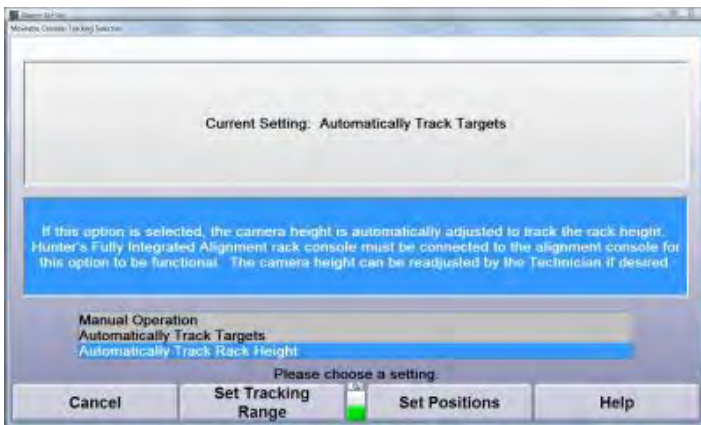 Current Setting: Automatically Track Targets
If this option is selected, the camera height is automatically adjusted to track the rack height.
Hunter's Fully Integrated Alignment rack console must be connected to the alignment console for
this option to be functional. The camera height can be readjusted by the Technician if desired.
Manual Operation
Automatically Track Targets
Automatically Track Rack Height
Please choose a setting.
Cancel
Set Tracking
Range
Set Positions
Help